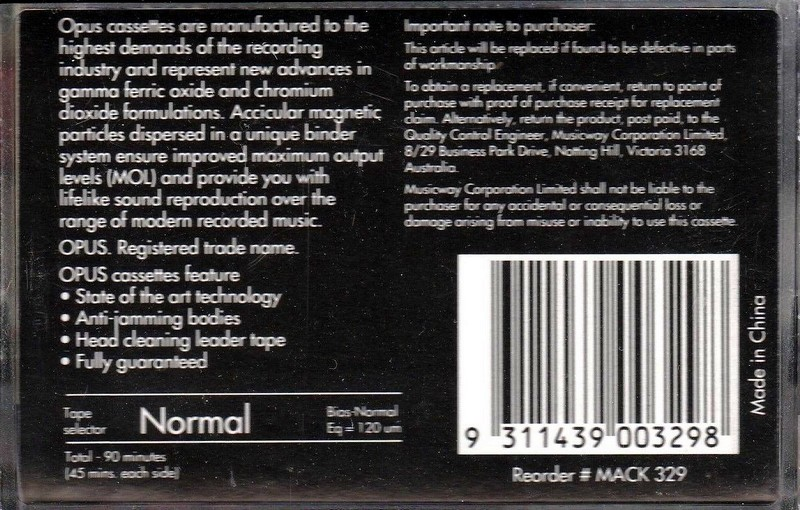 Opus cassettes are manufactured to the
highest demands of the recording
industry and represent new advances in
gamma ferric oxide and chromium
dioxide formulations. Accicular magnetic
particles dispersed in a unique binder
system ensure improved maximum output
levels (MOL) and provide you with
lifelike sound reproduction over the
range of modern recorded music.
OPUS. Registered trade name.
OPUS cassettes feature
• State of the art technology
• Anti-jamming bodies
• Head cleaning leader tape
• Fully guaranteed
Tape
selector
Normal
Bias-Normal
Eq = 120 um
Total - 90 minutes
(45 mins. each side)
Important note to purchaser:
This article will be replaced if found to be defective in parts
of workmanship.
To obtain a replacement, if convenient, return to point of
purchase with proof of purchase receipt for replacement
claim. Alternatively, return the product, post paid, to the
Quality Control Engineer, Musicway Corporation Limited,
8/29 Business Park Drive, Notting Hill, Victoria 3168
Australia.
Musicway Corporation Limited shall not be liable to the
purchaser for any accidental or consequential loss or
damage arising from misuse or inability to use this cassette.
9 311439 003298
Reorder # MACK 329
Made in China